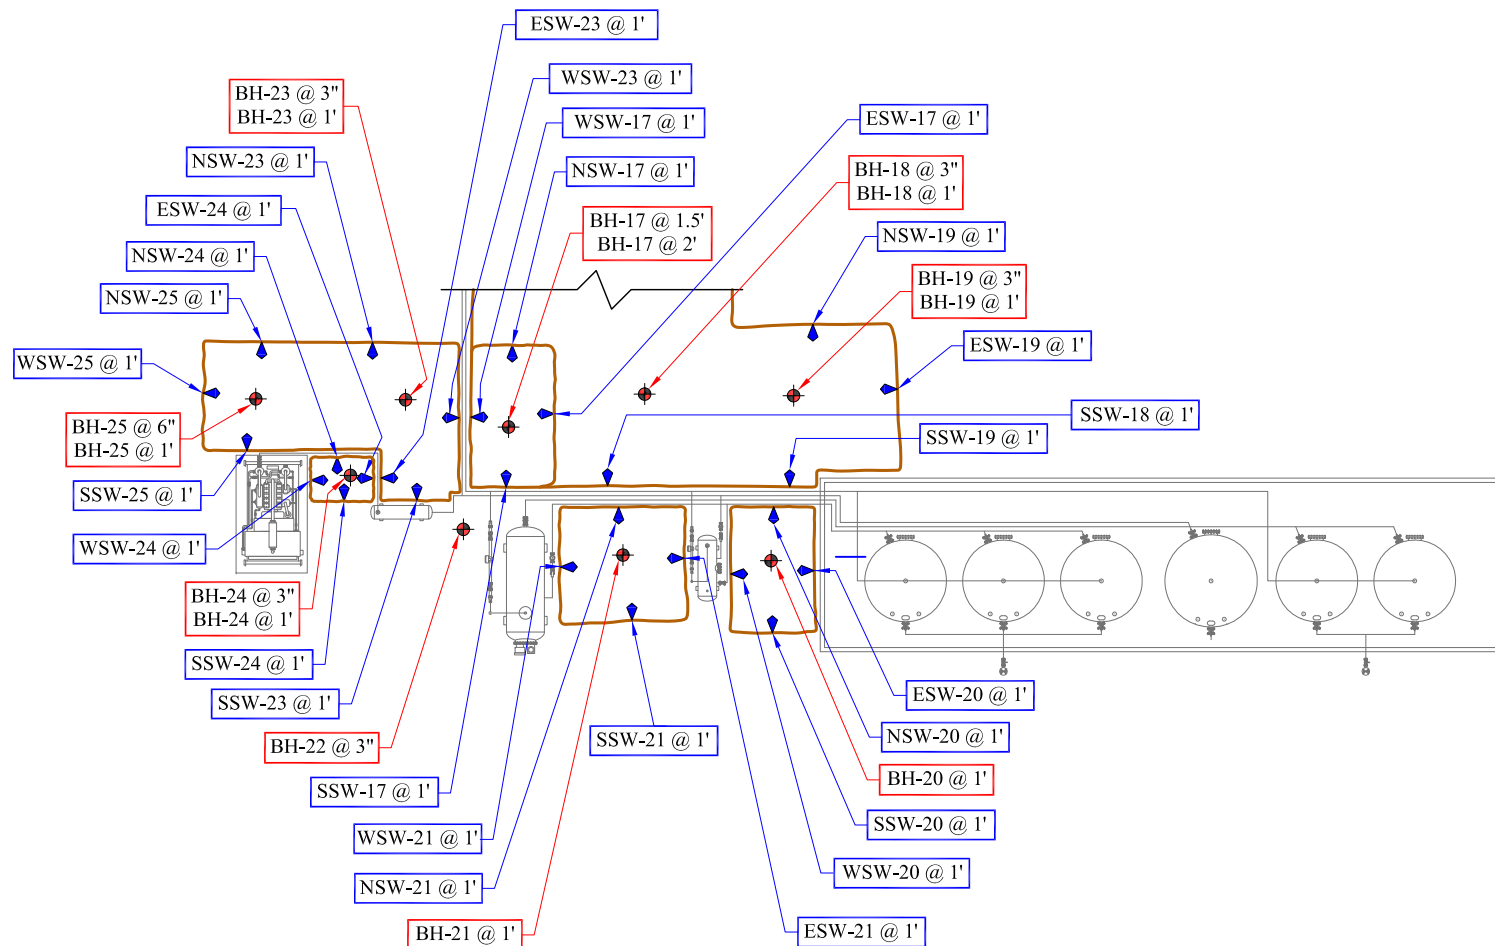 ESW-23 @ 1'
WSW-23 @ 1'
BH-23 @ 3"
BH-23 @ 1'
WSW-17 @ 1'
ESW-17 @ 1'
NSW-23 @ 1'
NSW-17 @ 1'
BH-18 @ 3"
BH-18 @ 1'
ESW-24 @ 1'
BH-17 @ 1.5'
BH-17 @ 2'
NSW-19 @ 1'
NSW-24 @ 1'
BH-19 @ 3"
BH-19 @ 1'
NSW-25 @ 1'
ESW-19 @ 1'
WSW-25 @ 1'
SSW-18 @ 1'
BH-25 @ 6"
BH-25 @ 1'
SSW-19 @ 1'
SSW-25 @ 1'
WSW-24 @ 1'
BH-24 @ 3"
BH-24 @ 1'
SSW-24 @ 1'
ESW-20 @ 1'
SSW-23 @ 1'
SSW-21 @ 1'
NSW-20 @ 1'
BH-22 @ 3"
BH-20 @ 1'
SSW-17 @ 1'
SSW-20 @ 1'
WSW-21 @ 1'
WSW-20 @ 1'
NSW-21 @ 1'
BH-21 @ 1'
ESW-21 @ 1'